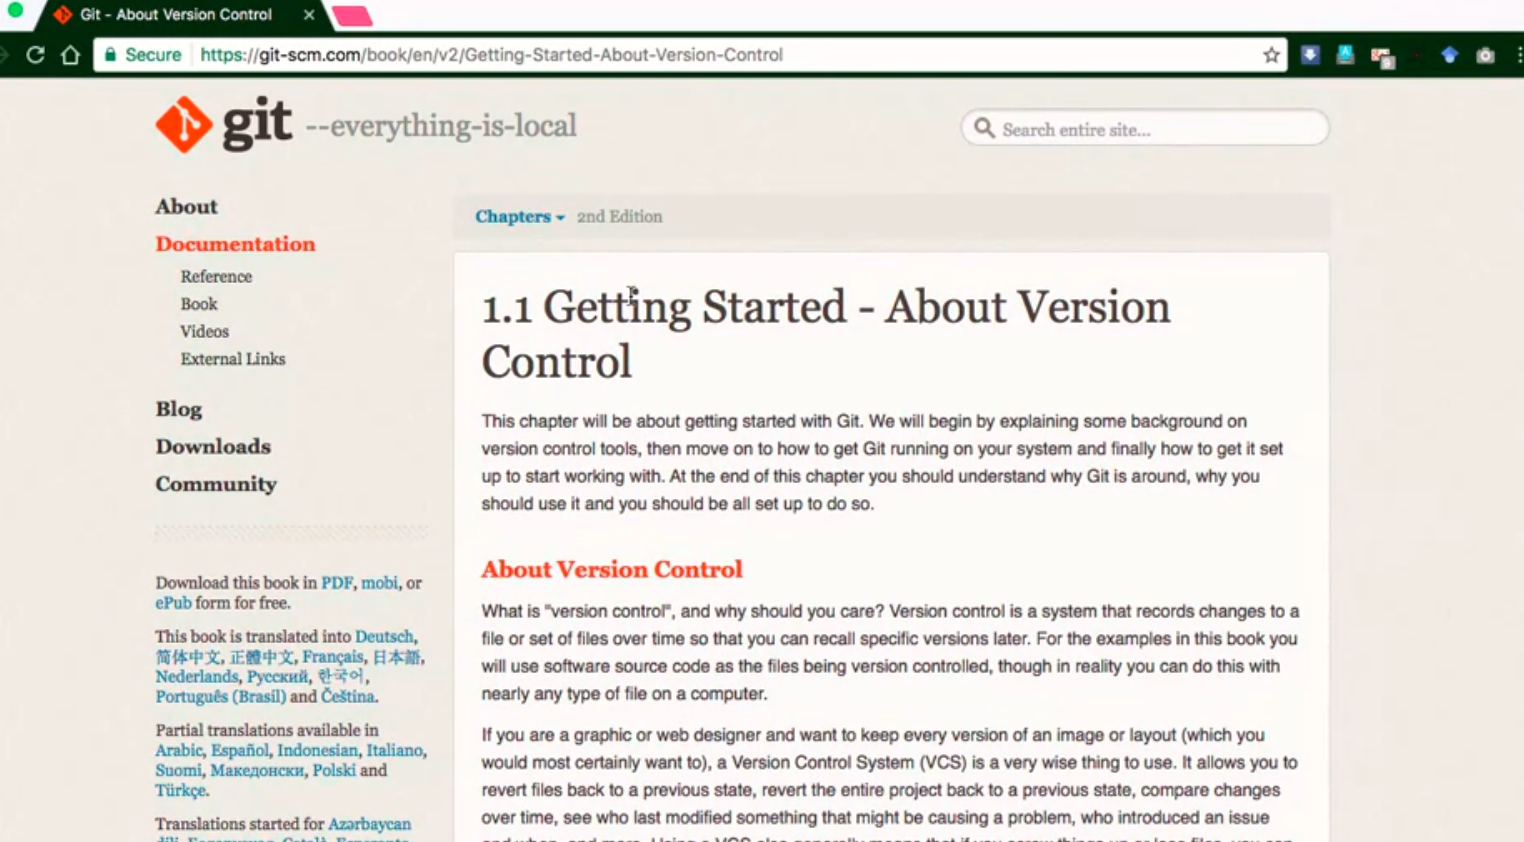 Git - About Version Control
Secure https://git-scm.com/book/en/v2/Getting-Started-About-Version-Control
9
git --everything-is-local
Search entire site...
About
Documentation
Reference
Book
Videos
External Links
Blog
Downloads
Community
Download this book in PDF, mobi, or
ePub form for free.
This book is translated into Deutsch,
简体中文, 正體中文, Français, 日本語,
Nederlands, Русский, 한국어,
Português (Brasil) and Čeština.
Partial translations available in
Arabic, Español, Indonesian, Italiano,
Suomi, Македонски, Polski and
Türkçe.
Translations started for Azərbaycan
Chapters 2nd Edition
1.1 Getting Started - About Version
Control
This chapter will be about getting started with Git. We will begin by explaining some background on
version control tools, then move on to how to get Git running on your system and finally how to get it set
up to start working with. At the end of this chapter you should understand why Git is around, why you
should use it and you should be all set up to do so.
About Version Control
What is "version control", and why should you care? Version control is a system that records changes to a
file or set of files over time so that you can recall specific versions later. For the examples in this book you
will use software source code as the files being version controlled, though in reality you can do this with
nearly any type of file on a computer.
If you are a graphic or web designer and want to keep every version of an image or layout (which you
would most certainly want to), a Version Control System (VCS) is a very wise thing to use. It allows you to
revert files back to a previous state, revert the entire project back to a previous state, compare changes
over time, see who last modified something that might be causing a problem, who introduced an issue